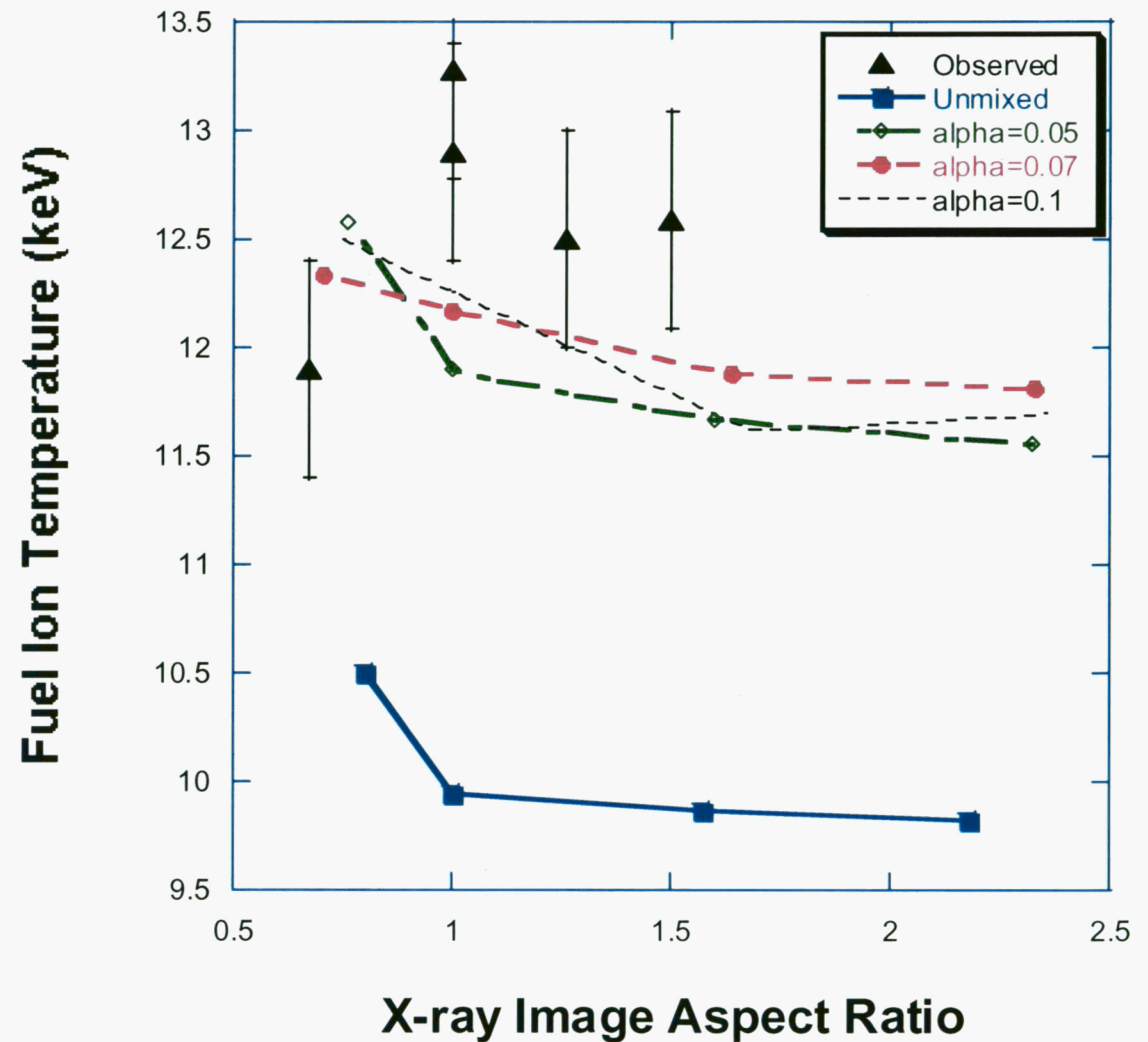 13.5
13
12.5
12
11.5
11
10.5
10
9.5
Fuel Ion Temperature (keV)
Observed
Unmixed
alpha=0.05
alpha=0.07
alpha=0.1
0.5 1 1.5 2 2.5
X-ray Image Aspect Ratio